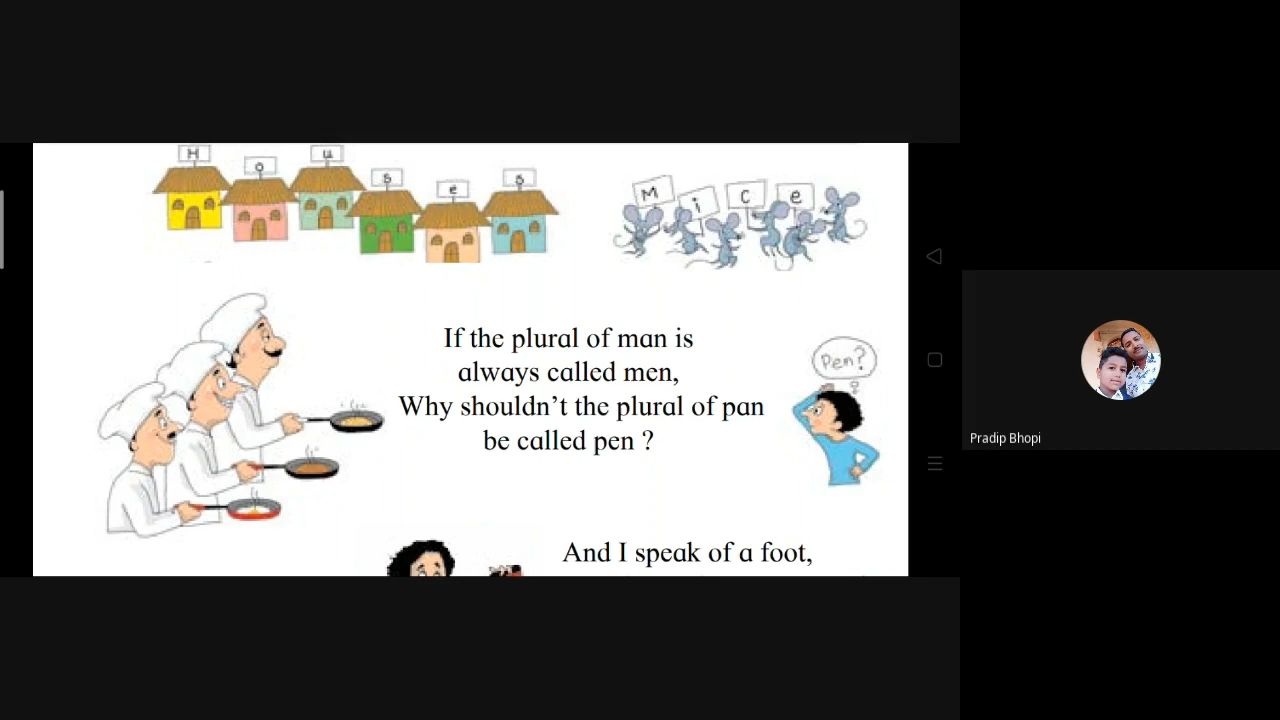 H o u s e s
M i c e
If the plural of man is
always called men,
Why shouldn’t the plural of pan
be called pen ?
Pen?
And I speak of a foot,
Pradip Bhopi